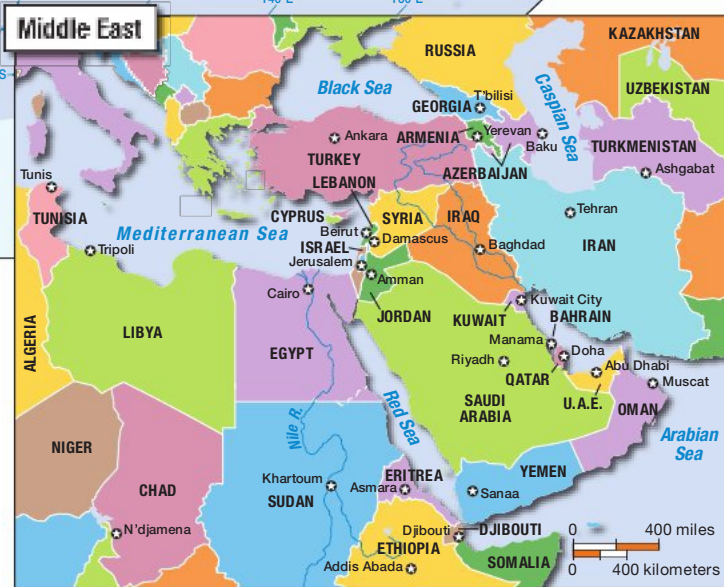 140°E
160°E
Middle East
RUSSIA
KAZAKHSTAN
Black Sea
Caspian Sea
UZBEKISTAN
T'bilisi
GEORGIA
Ankara
ARMENIA
Yerevan
Baku
TURKMENISTAN
TURKEY
AZERBAIJAN
Ashgabat
Tunis
LEBANON
TUNISIA
CYPRUS
SYRIA
IRAQ
Tehran
Mediterranean Sea
Beirut
Damascus
IRAN
Tripoli
ISRAEL
Baghdad
Jerusalem
Amman
Cairo
Kuwait City
JORDAN
KUWAIT
BAHRAIN
ALGERIA
LIBYA
EGYPT
Manama
Doha
Riyadh
Abu Dhabi
QATAR
Muscat
SAUDI
ARABIA
U.A.E.
OMAN
Nile R.
Red Sea
Arabian
Sea
NIGER
CHAD
Khartoum
SUDAN
ERITREA
Asmara
YEMEN
Sanaa
N'djamena
Djibouti
DJIBOUTI
ETHIOPIA
Addis Abada
SOMALIA
0
400 miles
0
400 kilometers